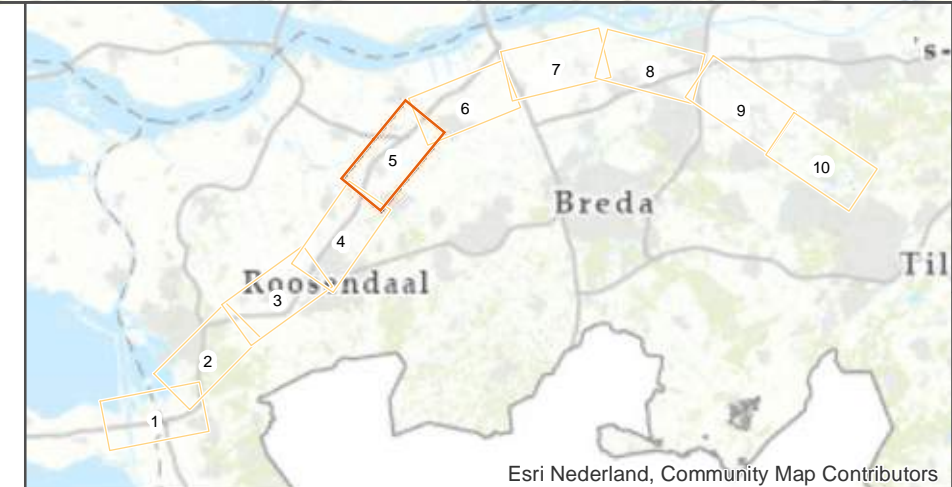 's-
7
8
6
9
5
10
Breda
4
Til
Roosendaal
3
2
1
Esri Nederland, Community Map Contributors